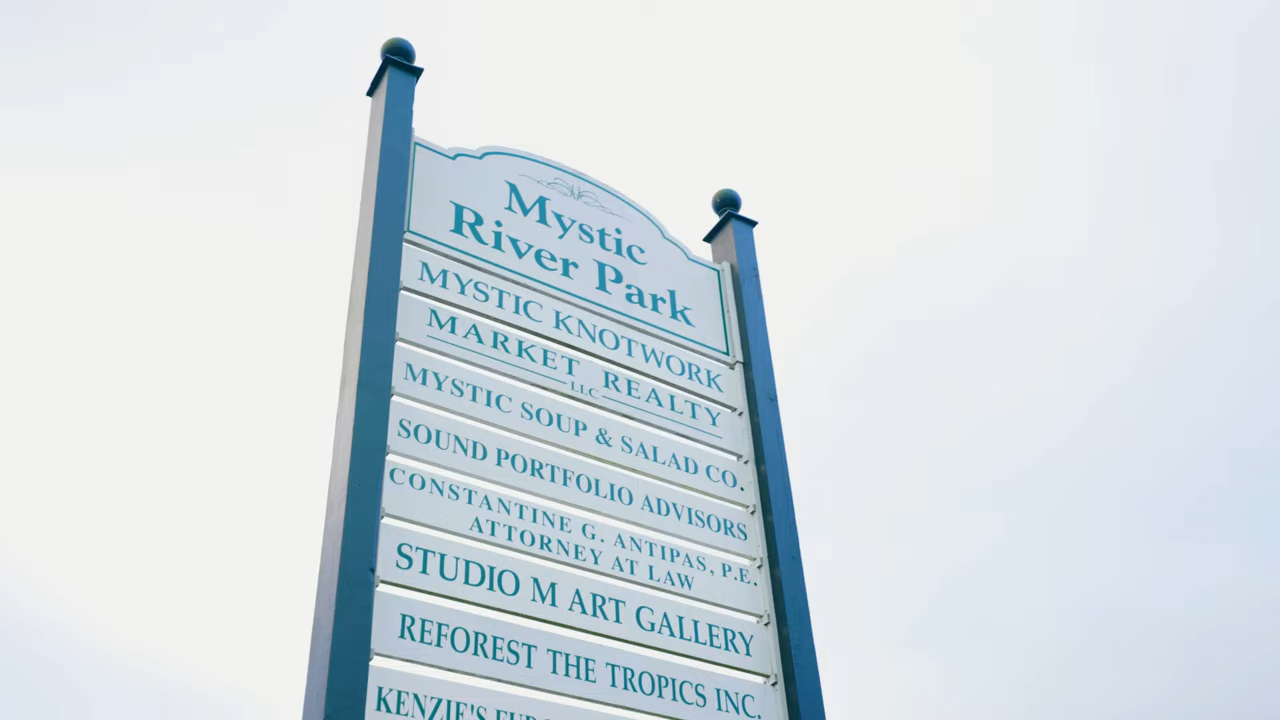 Mystic
River Park
MYSTIC KNOTWORK
MARKET REALTY
LLC
MYSTIC SOUP & SALAD CO.
SOUND PORTFOLIO ADVISORS
CONSTANTINE G. ANTIPAS, P.E.
ATTORNEY AT LAW
STUDIO M ART GALLERY
REFOREST THE TROPICS INC.
KENZIE'S